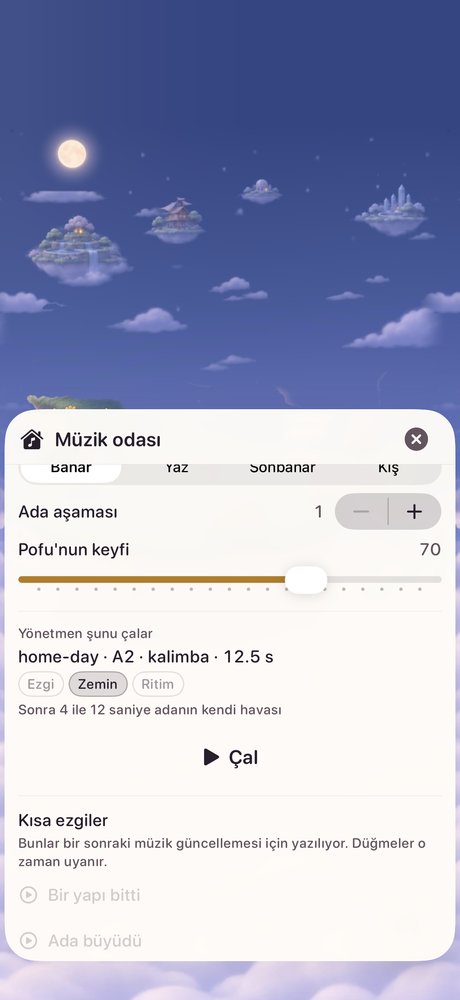 Müzik odası
Bahar Yaz Sonbahar Kış
Ada aşaması 1
Pofu'nun keyfi 70
Yönetmen şunu çalar
home-day · A2 · kalimba · 12.5 s
Ezgi Zemin Ritim
Sonra 4 ile 12 saniye adanın kendi havası
Çal
Kısa ezgiler
Bunlar bir sonraki müzik güncellemesi için yazılıyor. Düğmeler o
zaman uyanır.
Bir yapı bitti
Ada büyüdü